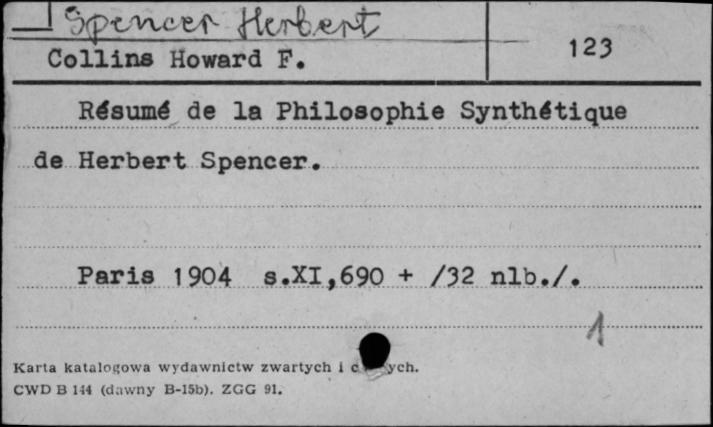 Spencer Herbert
Collins Howard F.
123
Résumé de la Philosophie Synthétique
de Herbert Spencer.
Paris 1904 s.XI,690 + /32 nlb./.
1
Karta katalogowa wydawnictw zwartych i ych.
CWD B 144 (dawny B-15b). ZGG 91.